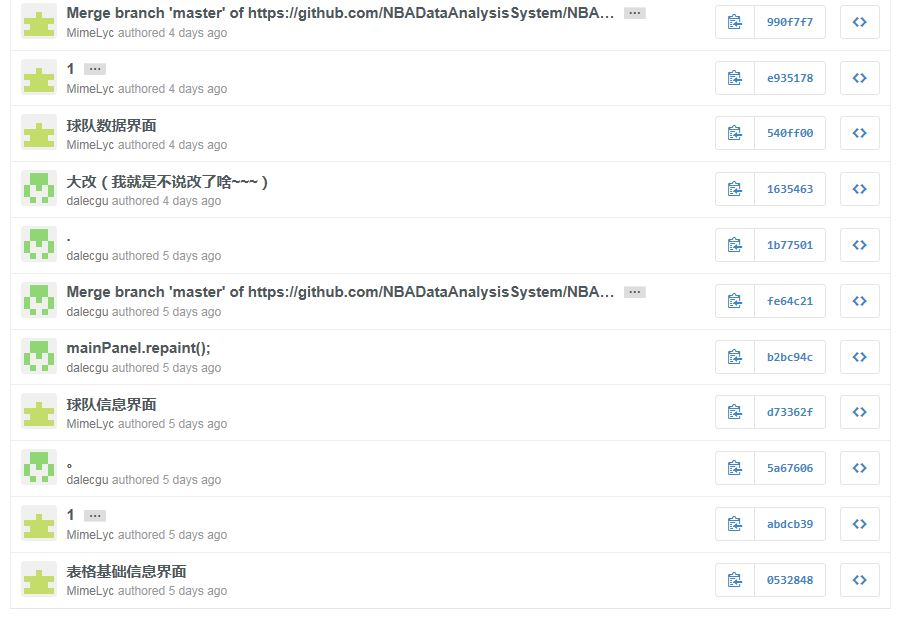 Merge branch 'master' of https://github.com/NBADataAnalysisSystem/NBA… …
MimeLyc authored 4 days ago
990f7f7
1 …
MimeLyc authored 4 days ago
e935178
球队数据界面
MimeLyc authored 4 days ago
540ff00
大改（我就是不说改了啥~~~）
dalecgu authored 4 days ago
1635463
.
dalecgu authored 5 days ago
1b77501
Merge branch 'master' of https://github.com/NBADataAnalysisSystem/NBA… …
dalecgu authored 5 days ago
fe64c21
mainPanel.repaint();
dalecgu authored 5 days ago
b2bc94c
球队信息界面
MimeLyc authored 5 days ago
d73362f
。
dalecgu authored 5 days ago
5a67606
1 …
MimeLyc authored 5 days ago
abdcb39
表格基础信息界面
MimeLyc authored 5 days ago
0532848